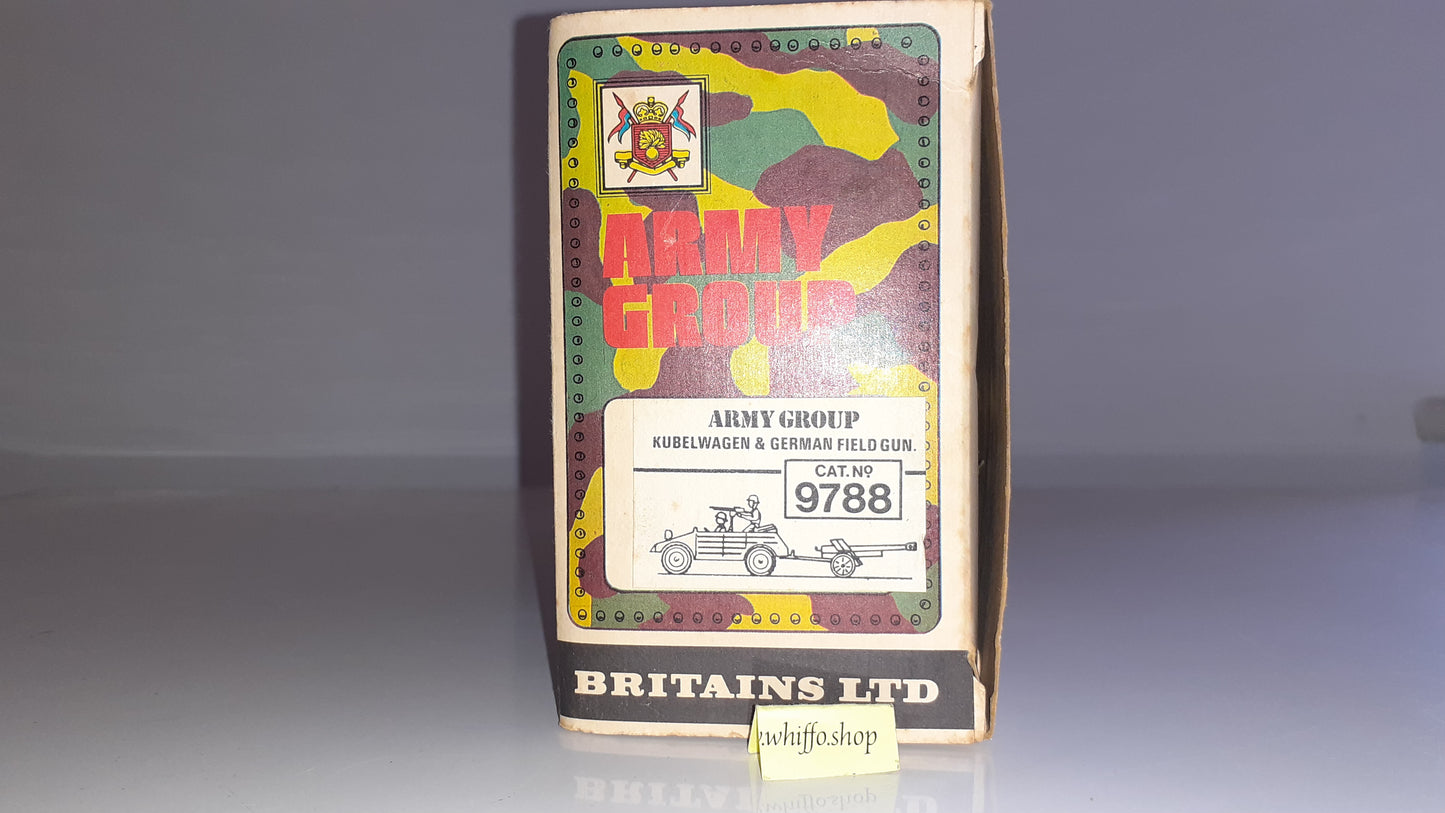 ARMY
GROUP
ARMY GROUP
KUBELWAGEN & GERMAN FIELD GUN.
CAT. Nº
9788
BRITAINS LTD
.whiffo.shop